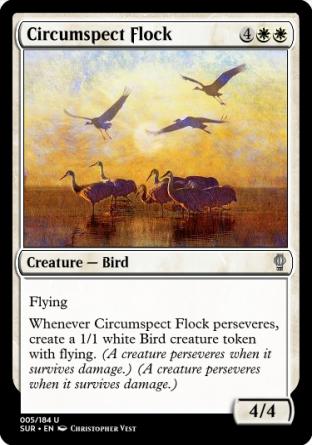 Circumspect Flock 4
Creature — Bird
Flying
Whenever Circumspect Flock perseveres,
create a 1/1 white Bird creature token
with flying. (A creature perseveres when it
survives damage.) (A creature perseveres
when it survives damage.)
005/184 U
SUR • EN Christopher Vest
4/4